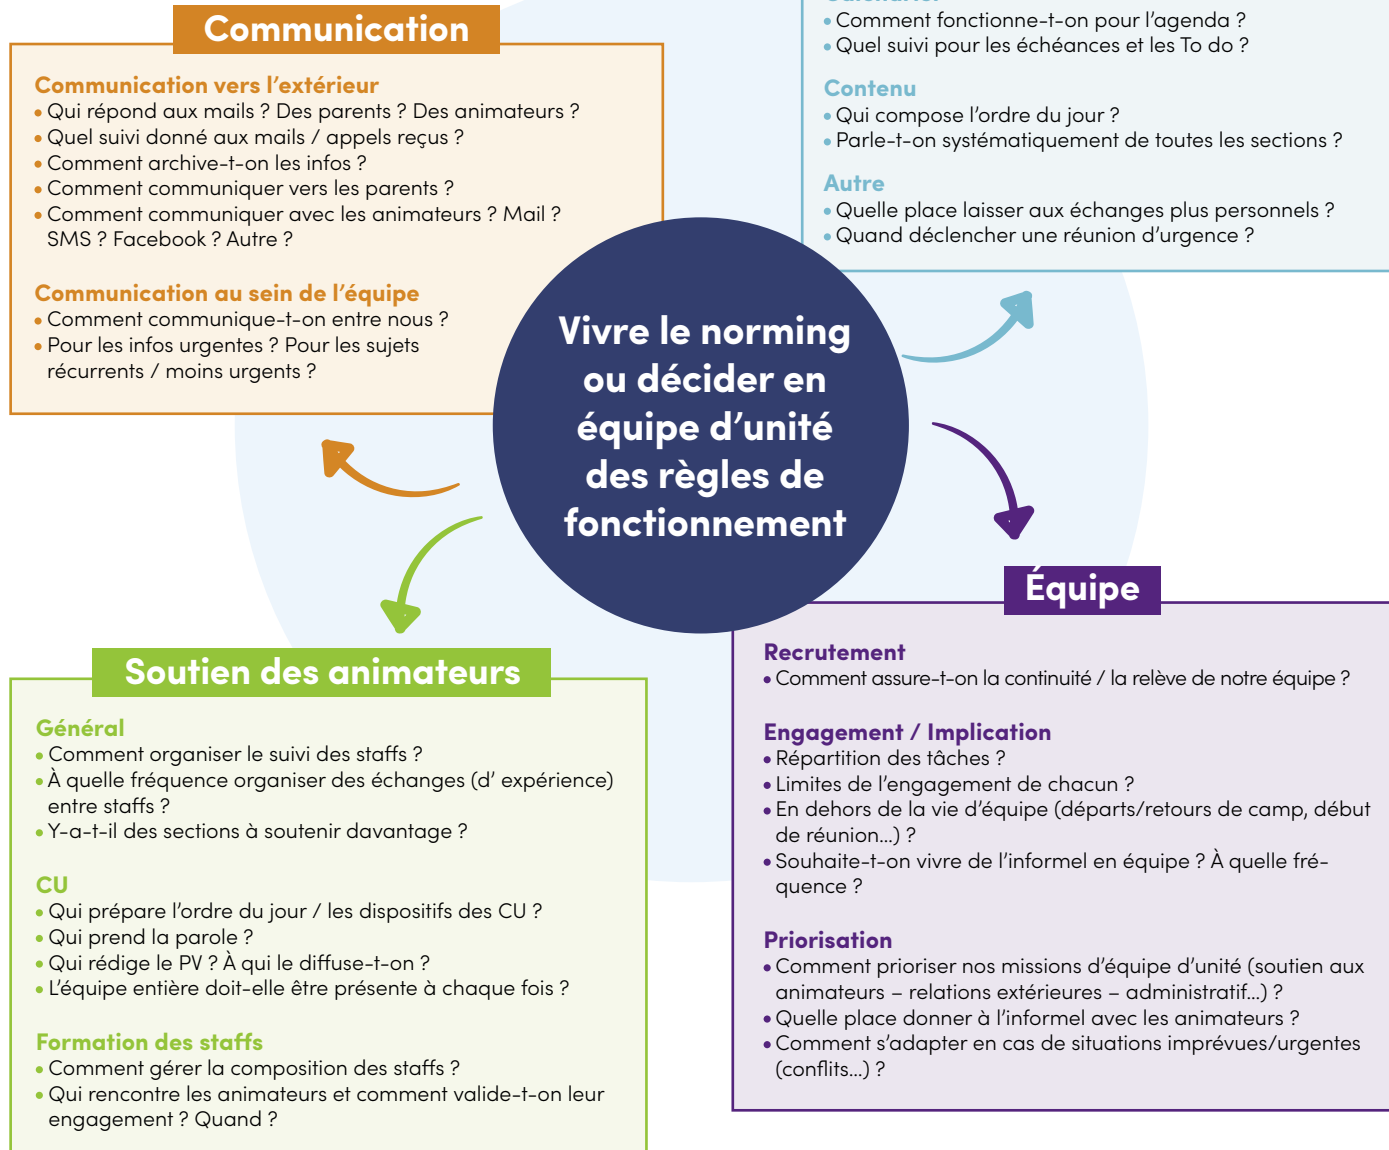 Communication
Communication vers l’extérieur
• Qui répond aux mails ? Des parents ? Des animateurs ?
• Quel suivi donné aux mails / appels reçus ?
• Comment archive-t-on les infos ?
• Comment communiquer vers les parents ?
• Comment communiquer avec les animateurs ? Mail ?
SMS ? Facebook ? Autre ?
Communication au sein de l’équipe
• Comment communique-t-on entre nous ?
• Pour les infos urgentes ? Pour les sujets
récurrents / moins urgents ?
• Comment fonctionne-t-on pour l’agenda ?
• Quel suivi pour les échéances et les To do ?
Contenu
• Qui compose l’ordre du jour ?
• Parle-t-on systématiquement de toutes les sections ?
Autre
• Quelle place laisser aux échanges plus personnels ?
• Quand déclencher une réunion d’urgence ?
Vivre le norming
ou décider en
équipe d’unité
des règles de
fonctionnement
Soutien des animateurs
Général
• Comment organiser le suivi des staffs ?
• À quelle fréquence organiser des échanges (d’ expérience)
entre staffs ?
• Y-a-t-il des sections à soutenir davantage ?
CU
• Qui prépare l’ordre du jour / les dispositifs des CU ?
• Qui prend la parole ?
• Qui rédige le PV ? À qui le diffuse-t-on ?
• L’équipe entière doit-elle être présente à chaque fois ?
Formation des staffs
• Comment gérer la composition des staffs ?
• Qui rencontre les animateurs et comment valide-t-on leur
engagement ? Quand ?
Équipe
Recrutement
• Comment assure-t-on la continuité / la relève de notre équipe ?
Engagement / Implication
• Répartition des tâches ?
• Limites de l’engagement de chacun ?
• En dehors de la vie d’équipe (départs/retours de camp, début
de réunion…) ?
• Souhaite-t-on vivre de l’informel en équipe ? À quelle fré-
quence ?
Priorisation
• Comment prioriser nos missions d’équipe d’unité (soutien aux
animateurs – relations extérieures – administratif…) ?
• Quelle place donner à l’informel avec les animateurs ?
• Comment s’adapter en cas de situations imprévues/urgentes
(conflits…) ?